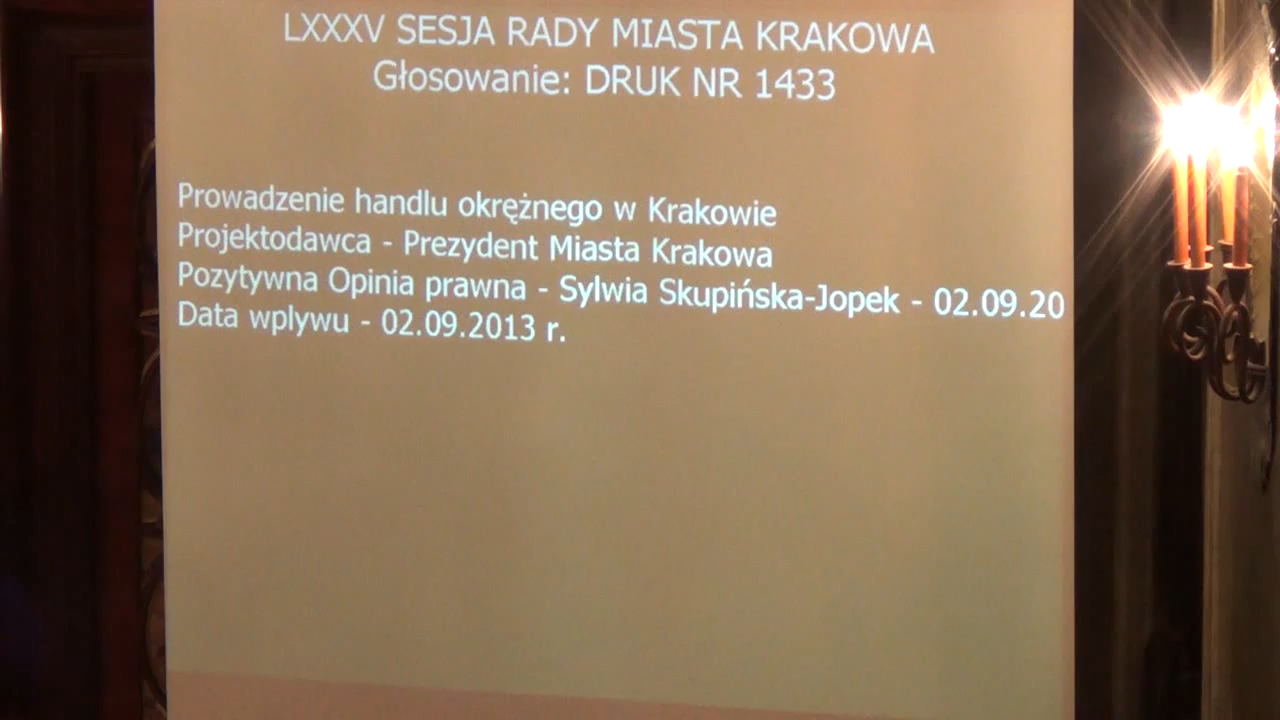 LXXXV SESJA RADY MIASTA KRAKOWA
Głosowanie: DRUK NR 1433
Prowadzenie handlu okrężnego w Krakowie
Projektodawca - Prezydent Miasta Krakowa
Pozytywna Opinia prawna - Sylwia Skupińska-Jopek - 02.09.20
Data wplywu - 02.09.2013 r.